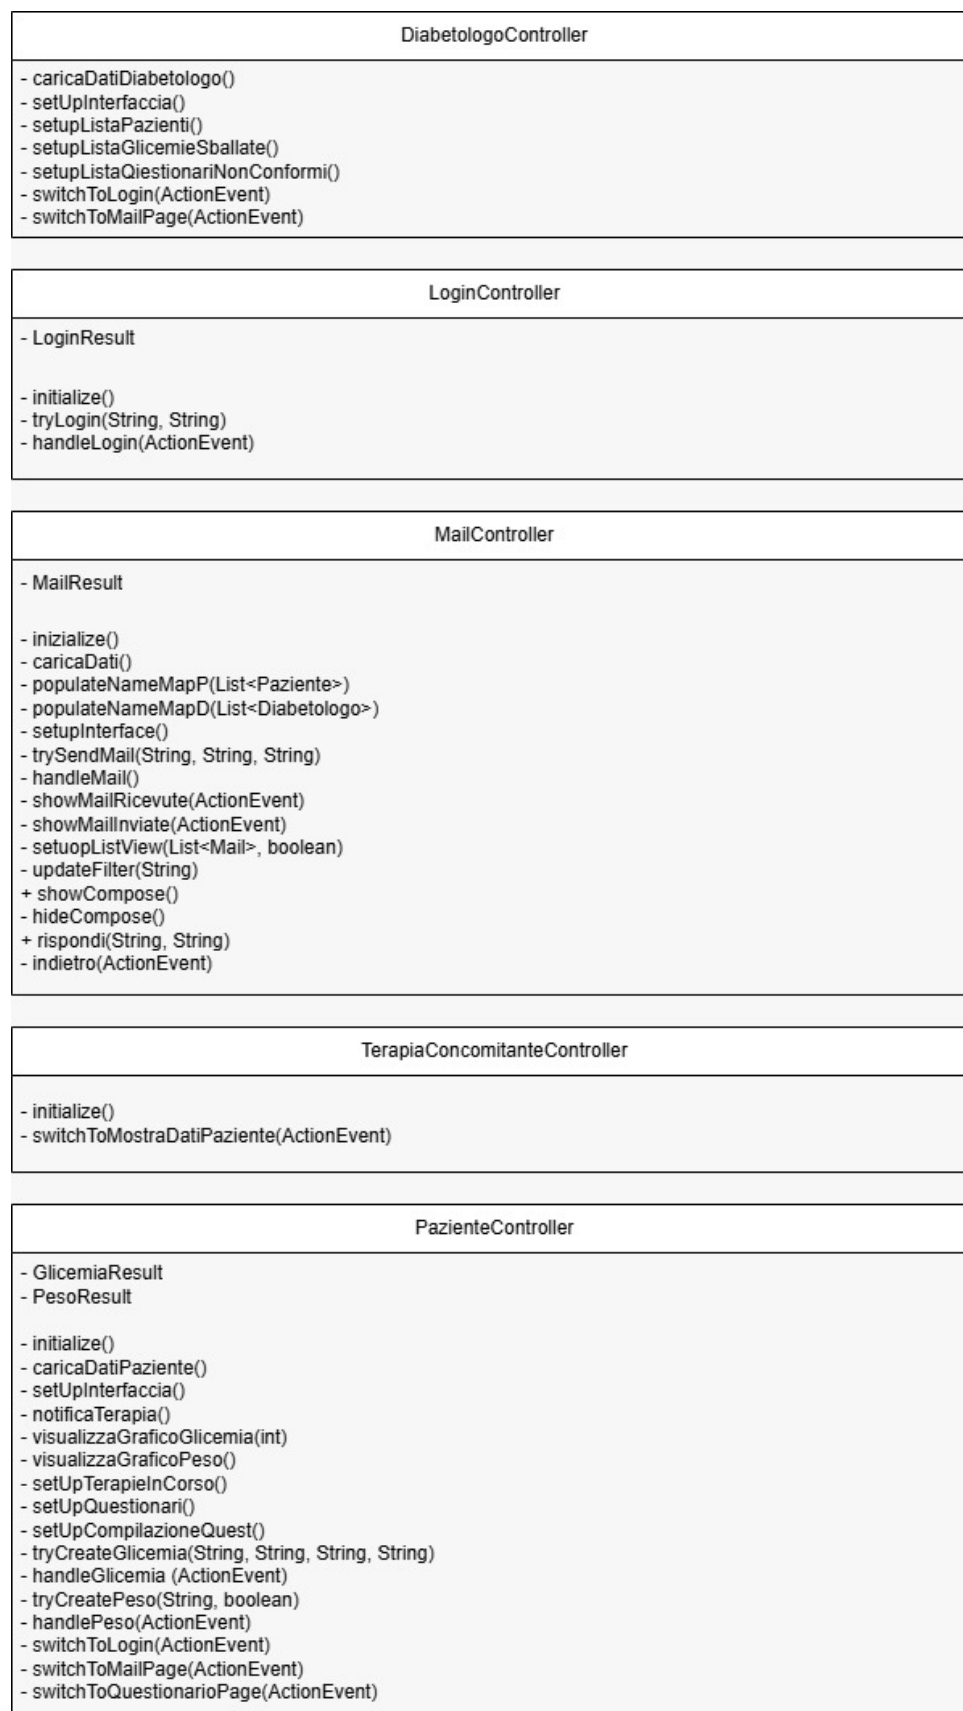 DiabetologoController
- caricaDatiDiabetologo()
- setUpInterfaccia()
- setupListaPazienti()
- setupListaGlicemieSballate()
- setupListaQiestionariNonConformi()
- switchToLogin(ActionEvent)
- switchToMailPage(ActionEvent)
LoginController
- LoginResult
- initialize()
- tryLogin(String, String)
- handleLogin(ActionEvent)
MailController
- MailResult
- inizialize()
- caricaDati()
- populateNameMapP(List<Paziente>)
- populateNameMapD(List<Diabetologo>)
- setupInterface()
- trySendMail(String, String, String)
- handleMail()
- showMailRicevute(ActionEvent)
- showMailInviate(ActionEvent)
- setuopListView(List<Mail>, boolean)
- updateFilter(String)
+ showCompose()
- hideCompose()
+ rispondi(String, String)
- indietro(ActionEvent)
TerapiaConcomitanteController
- initialize()
- switchToMostraDatiPaziente(ActionEvent)
PazienteController
- GlicemiaResult
- PesoResult
- initialize()
- caricaDatiPaziente()
- setUpInterfaccia()
- notificaTerapia()
- visualizzaGraficoGlicemia(int)
- visualizzaGraficoPeso()
- setUpTerapieInCorso()
- setUpQuestionari()
- setUpCompilazioneQuest()
- tryCreateGlicemia(String, String, String, String)
- handleGlicemia (ActionEvent)
- tryCreatePeso(String, boolean)
- handlePeso(ActionEvent)
- switchToLogin(ActionEvent)
- switchToMailPage(ActionEvent)
- switchToQuestionarioPage(ActionEvent)